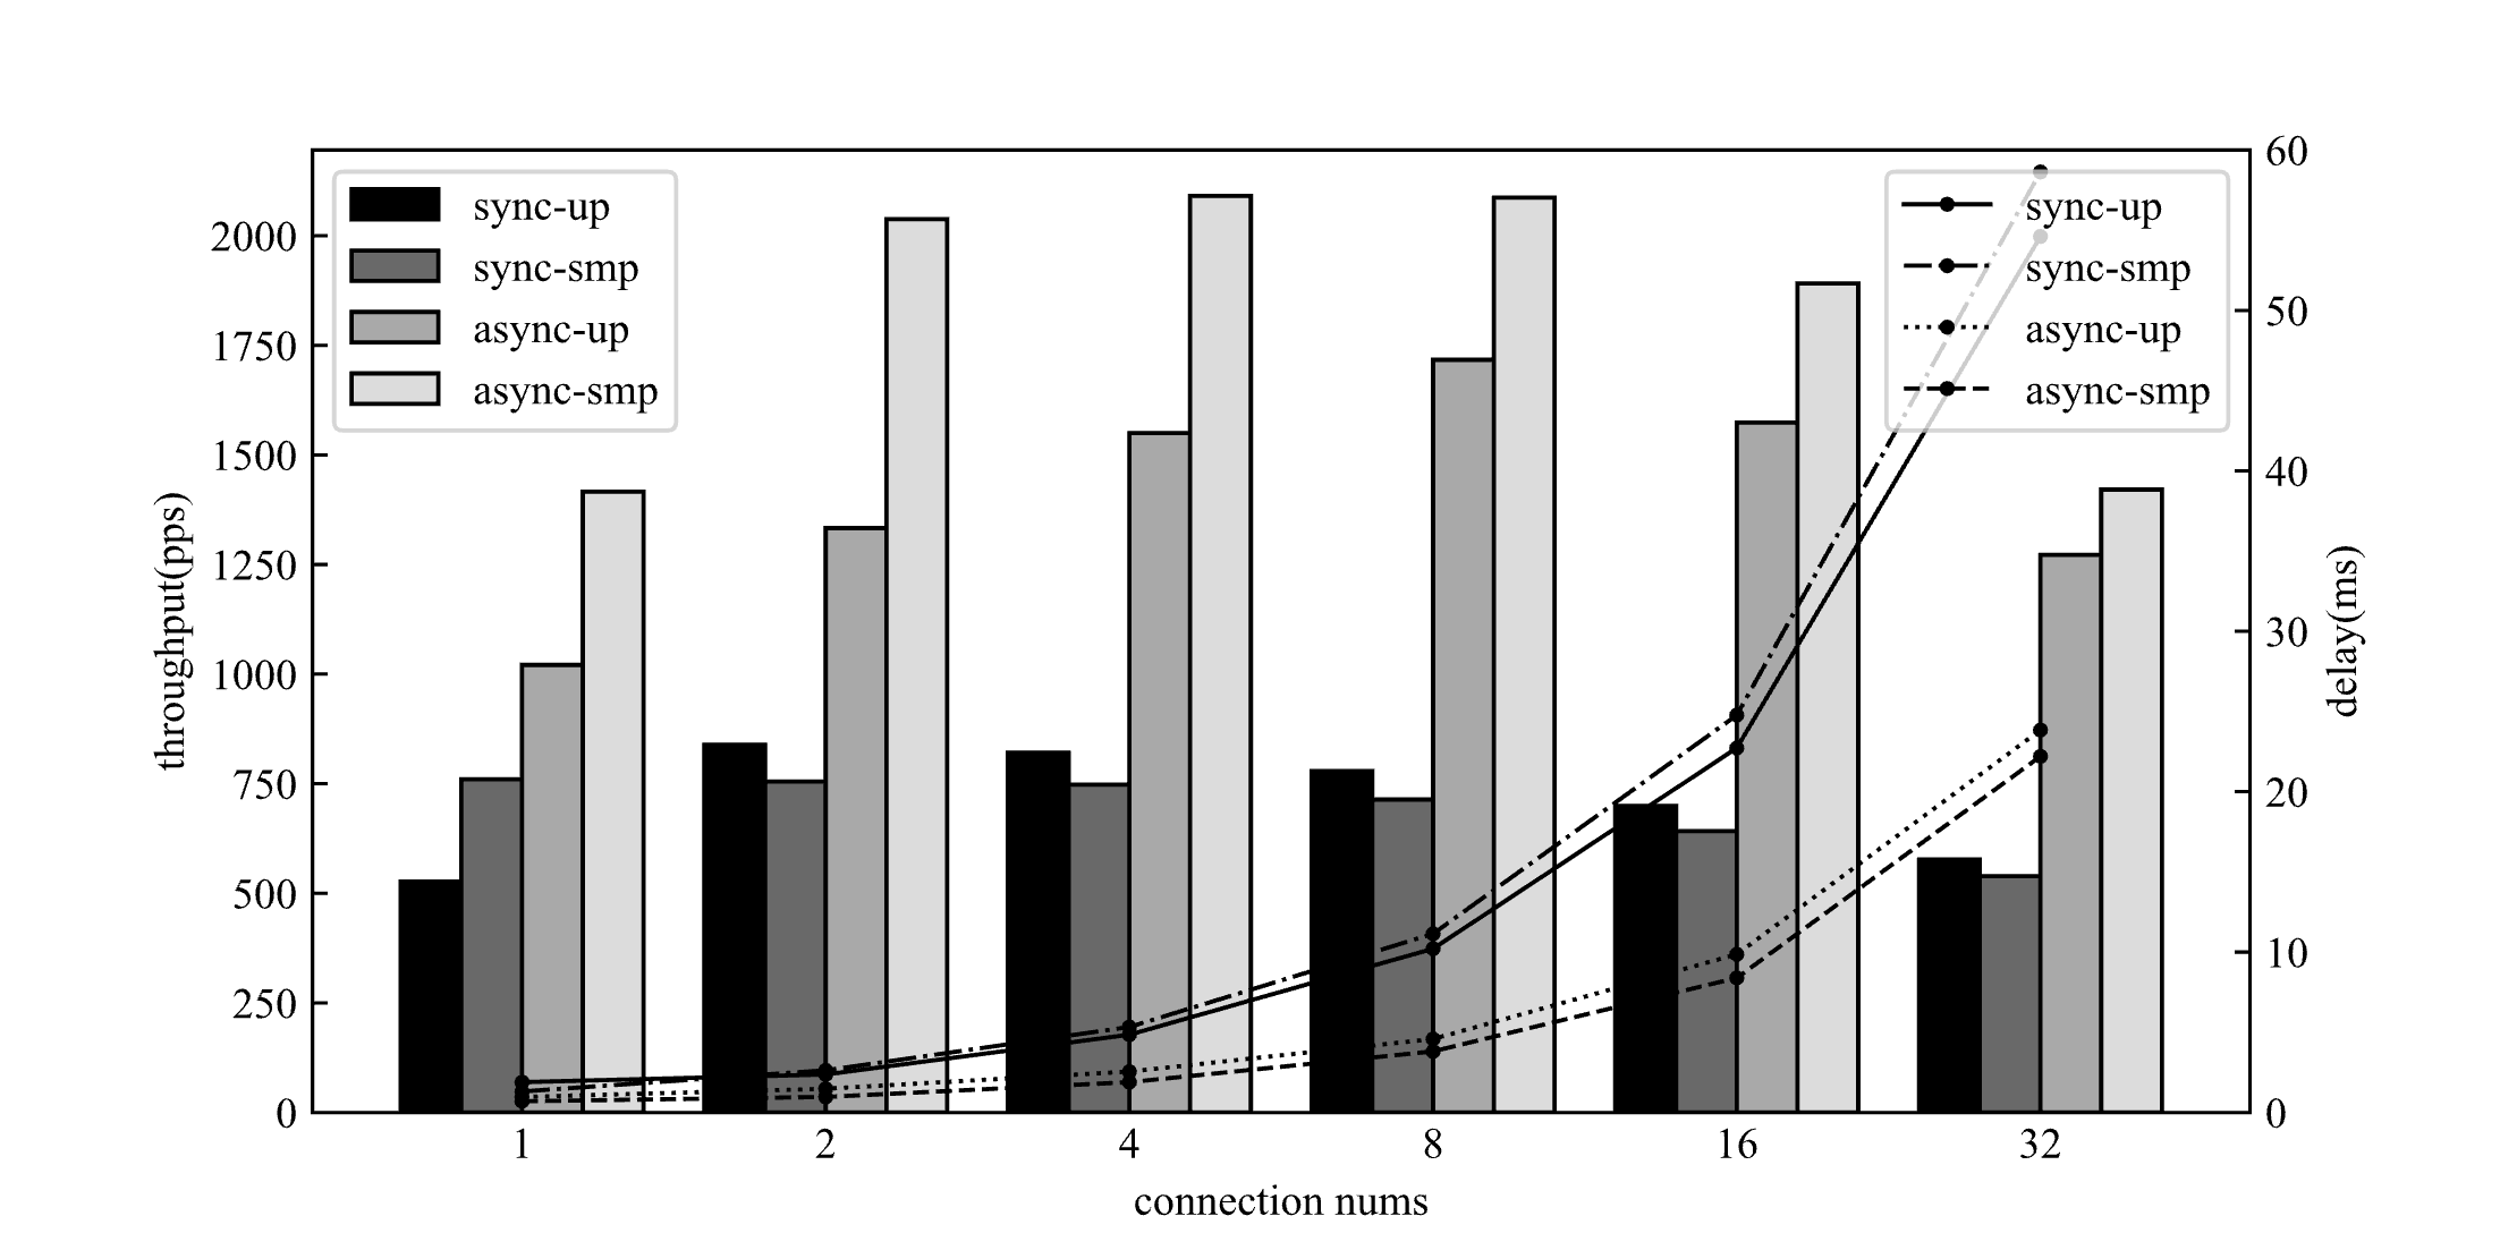 sync-up
sync-smp
async-up
async-smp
sync-up
sync-smp
async-up
async-smp
throughput(pps)
2000
1750
1500
1250
1000
750
500
250
0
60
50
40
30
20
10
0
delay(ms)
1 2 4 8 16 32
connection nums